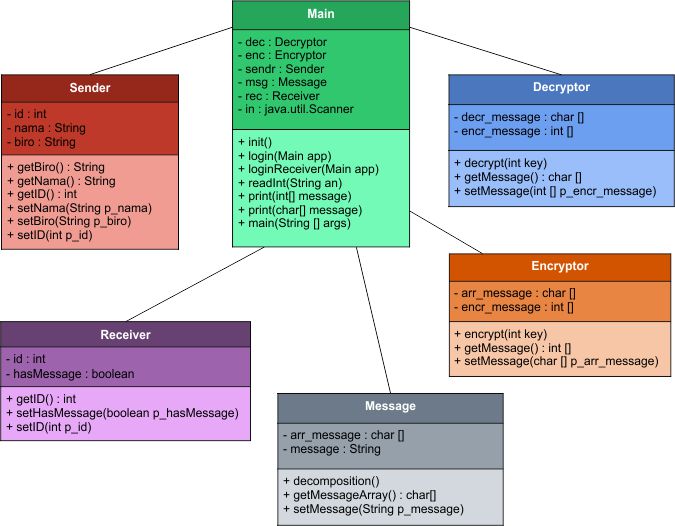 Main
- dec : Decryptor
- enc : Encryptor
- sendr : Sender
- msg : Message
- rec : Receiver
- in : java.util.Scanner
+ init()
+ login(Main app)
+ loginReceiver(Main app)
+ readInt(String an)
+ print(int[] message)
+ print(char[] message)
+ main(String [] args)
Sender
- id : int
- nama : String
- biro : String
+ getBiro() : String
+ getNama() : String
+ getID() : int
+ setNama(String p_nama)
+ setBiro(String p_biro)
+ setID(int p_id)
Decryptor
- decr_message : char []
- encr_message : int []
+ decrypt(int key)
+ getMessage() : char []
+ setMessage(int [] p_encr_message)
Encryptor
- arr_message : char []
- encr_message : int []
+ encrypt(int key)
+ getMessage() : int []
+ setMessage(char [] p_arr_message)
Receiver
- id : int
- hasMessage : boolean
+ getID() : int
+ setHasMessage(boolean p_hasMessage)
+ setID(int p_id)
Message
- arr_message : char []
- message : String
+ decomposition()
+ getMessageArray() : char[]
+ setMessage(String p_message)